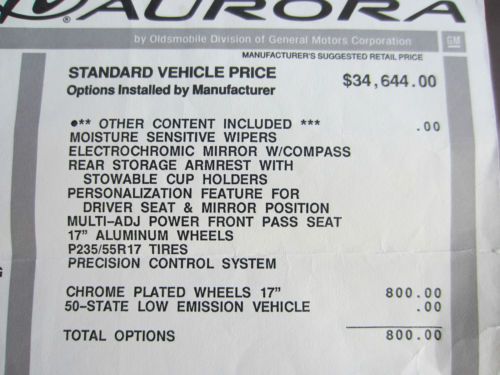 AURORA
by Oldsmobile Division of General Motors Corporation GM
MANUFACTURER'S SUGGESTED RETAIL PRICE
STANDARD VEHICLE PRICE $34,644.00
Options Installed by Manufacturer
*** OTHER CONTENT INCLUDED *** .00
MOISTURE SENSITIVE WIPERS
ELECTROCHROMIC MIRROR W/COMPASS
REAR STORAGE ARMREST WITH
STOWABLE CUP HOLDERS
PERSONALIZATION FEATURE FOR
DRIVER SEAT & MIRROR POSITION
MULTI-ADJ POWER FRONT PASS SEAT
17" ALUMINUM WHEELS
P235/55R17 TIRES
PRECISION CONTROL SYSTEM
CHROME PLATED WHEELS 17" 800.00
50-STATE LOW EMISSION VEHICLE .00
TOTAL OPTIONS 800.00